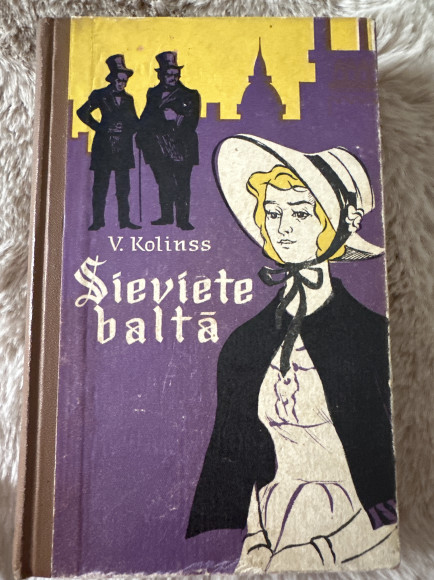 V. Kolinss
Sieviete
baltā